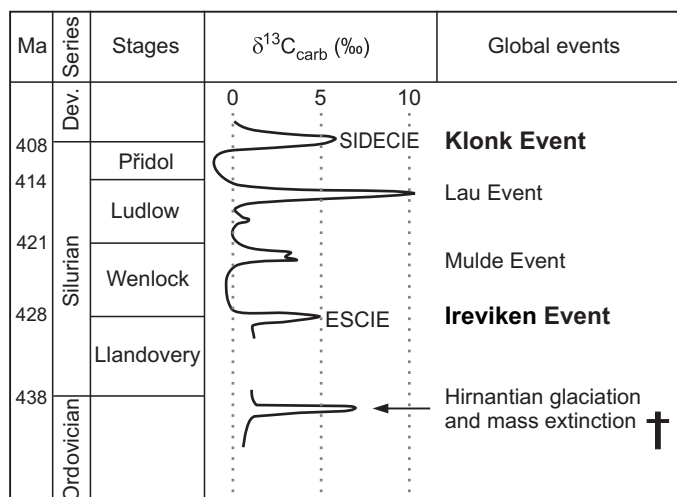 Ma
Series
Stages
δ¹³C_carb (‰)
Global events
0 5 10
Dev.
SIDECIE
Klonk Event
408
Přidol
414
Lau Event
Ludlow
421
Silurian
Mulde Event
Wenlock
428
ESCIE
Ireviken Event
Llandovery
438
Hirnantian glaciation
and mass extinction †
Ordovician